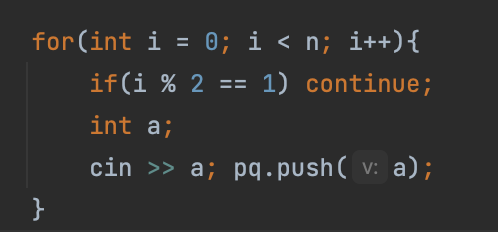 for(int i = 0; i < n; i++){
if(i % 2 == 1) continue;
int a;
cin >> a; pq.push( v: a);
}